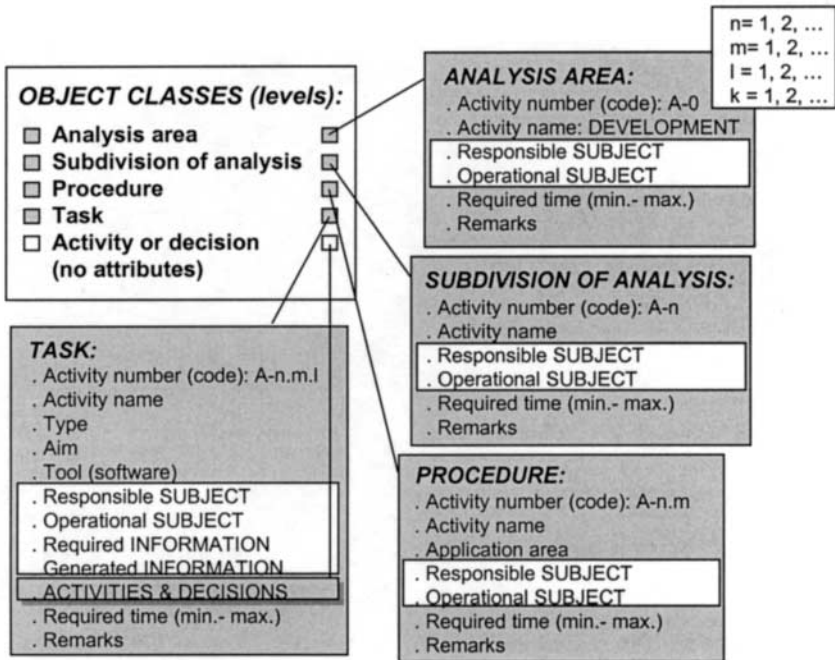 n= 1, 2, ...
m= 1, 2, ...
l = 1, 2, ...
k = 1, 2, ...
OBJECT CLASSES (levels):
Analysis area
Subdivision of analysis
Procedure
Task
Activity or decision
(no attributes)
ANALYSIS AREA:
. Activity number (code): A-0
. Activity name: DEVELOPMENT
. Responsible SUBJECT
. Operational SUBJECT
. Required time (min.- max.)
. Remarks
SUBDIVISION OF ANALYSIS:
. Activity number (code): A-n
. Activity name
. Responsible SUBJECT
. Operational SUBJECT
. Required time (min.- max.)
. Remarks
TASK:
. Activity number (code): A-n.m.l
. Activity name
. Type
. Aim
. Tool (software)
. Responsible SUBJECT
. Operational SUBJECT
. Required INFORMATION
. Generated INFORMATION
. ACTIVITIES & DECISIONS
. Required time (min.- max.)
. Remarks
PROCEDURE:
. Activity number (code): A-n.m
. Activity name
. Application area
. Responsible SUBJECT
. Operational SUBJECT
. Required time (min.- max.)
. Remarks